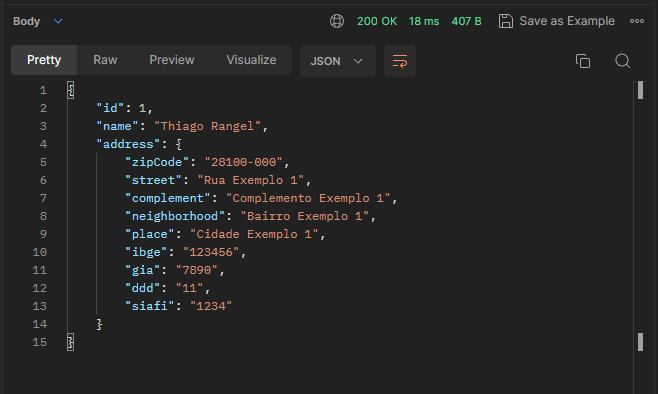 Body 200 OK 18 ms 407 B Save as Example
Pretty Raw Preview Visualize JSON
1 {
2 "id": 1,
3 "name": "Thiago Rangel",
4 "address": {
5 "zipCode": "28100-000",
6 "street": "Rua Exemplo 1",
7 "complement": "Complemento Exemplo 1",
8 "neighborhood": "Bairro Exemplo 1",
9 "place": "Cidade Exemplo 1",
10 "ibge": "123456",
11 "gia": "7890",
12 "ddd": "11",
13 "siafi": "1234"
14 }
15 }